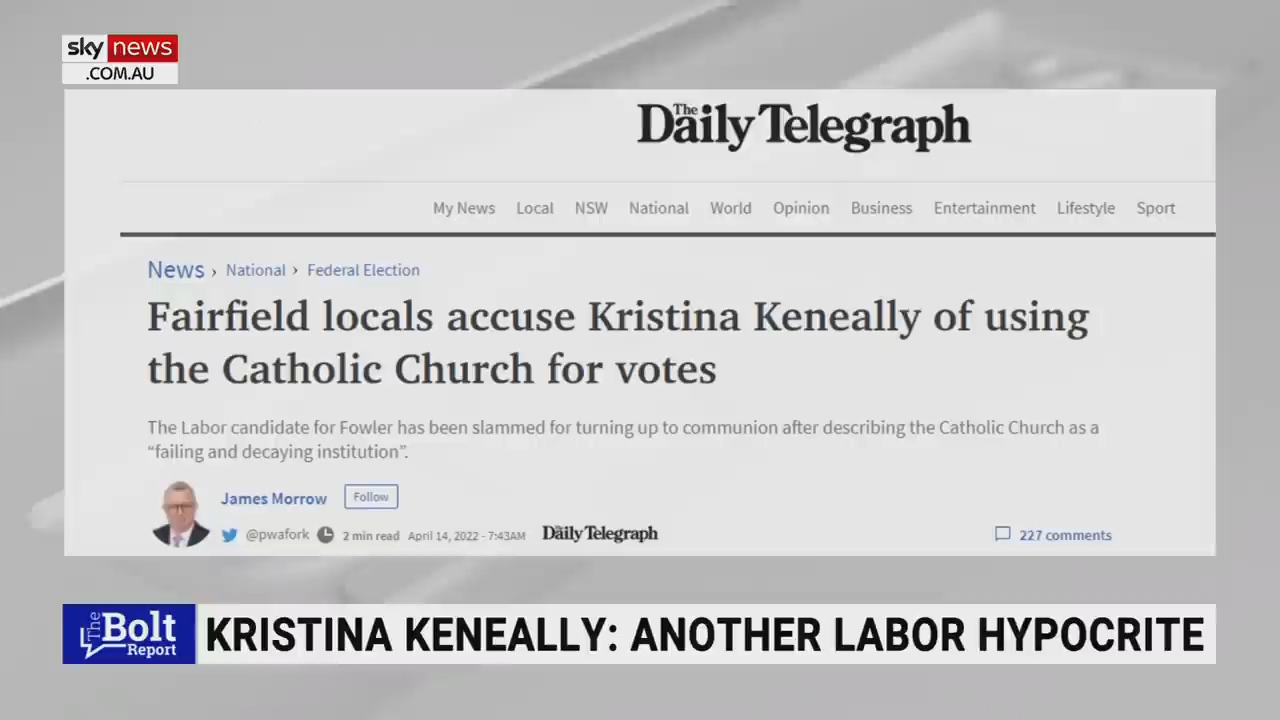 sky news
.COM.AU
The Daily Telegraph
My News Local NSW National World Opinion Business Entertainment Lifestyle Sport
News › National › Federal Election
Fairfield locals accuse Kristina Keneally of using
the Catholic Church for votes
The Labor candidate for Fowler has been slammed for turning up to communion after describing the Catholic Church as a
“failing and decaying institution”.
James Morrow Follow
@pwafork 2 min read April 14, 2022 - 7:43AM The Daily Telegraph 227 comments
The Bolt Report
KRISTINA KENEALLY: ANOTHER LABOR HYPOCRITE